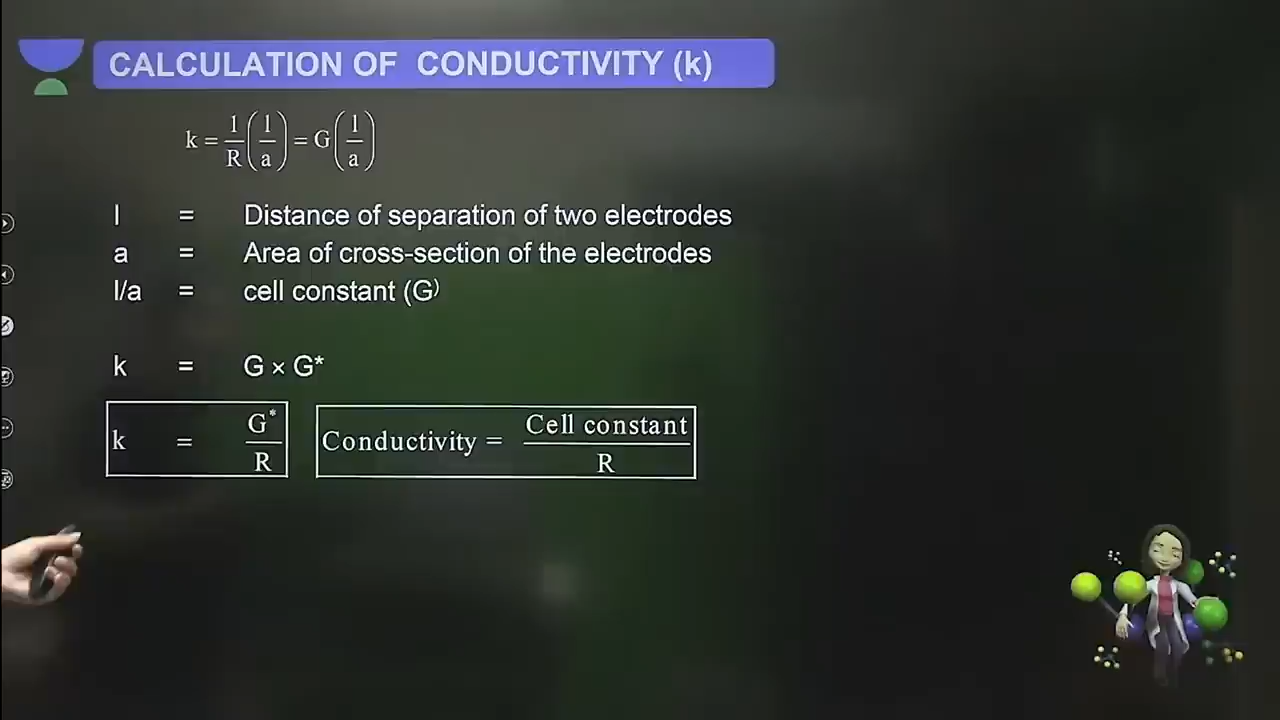 CALCULATION OF CONDUCTIVITY (k)
k = 1/R (l/a) = G (l/a)
l = Distance of separation of two electrodes
a = Area of cross-section of the electrodes
l/a = cell constant (G)
k = G × G*
k = G*/R
Conductivity = Cell constant/R